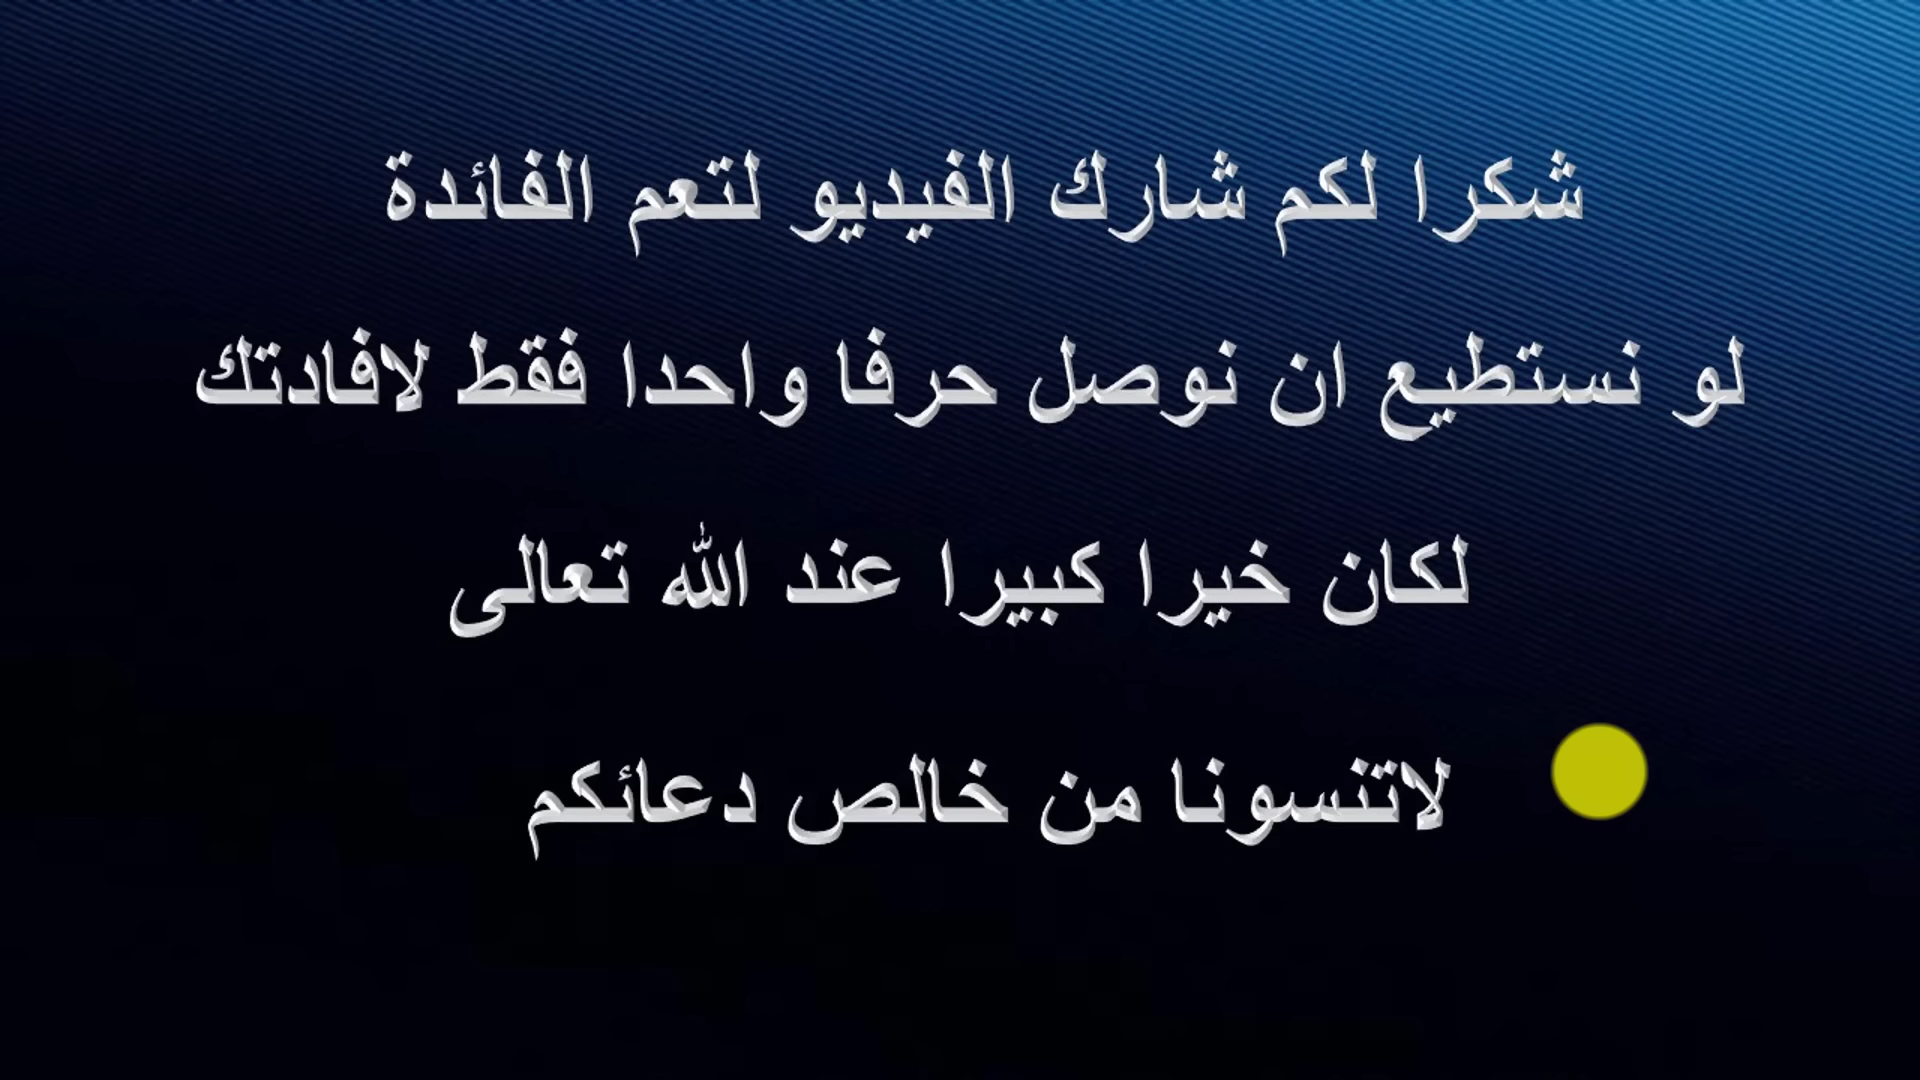 شكرا لكم شارك الفيديو لتعم الفائدة
لو نستطيع ان نوصل حرفا واحدا فقط لافادتك
لكان خيرا كبيرا عند الله تعالى
لاتنسونا من خالص دعائكم